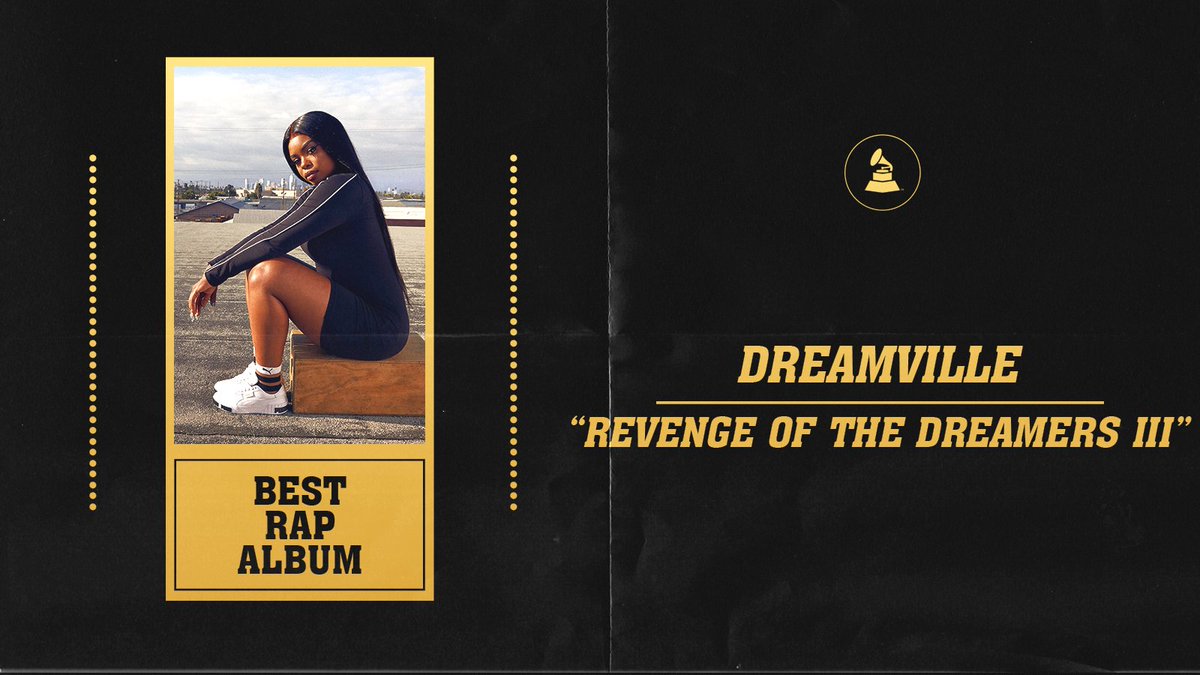 BEST
RAP
ALBUM
DREAMVILLE
“REVENGE OF THE DREAMERS III”